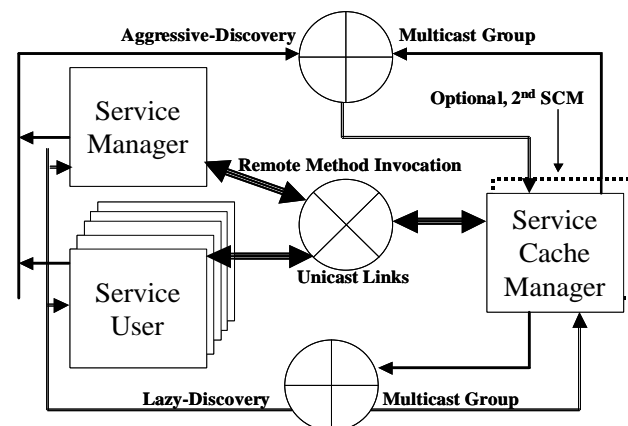 Aggressive-Discovery
Multicast Group
Optional, 2nd SCM
Service
Manager
Remote Method Invocation
Service
Cache
Manager
Unicast Links
Service
User
Lazy-Discovery
Multicast Group